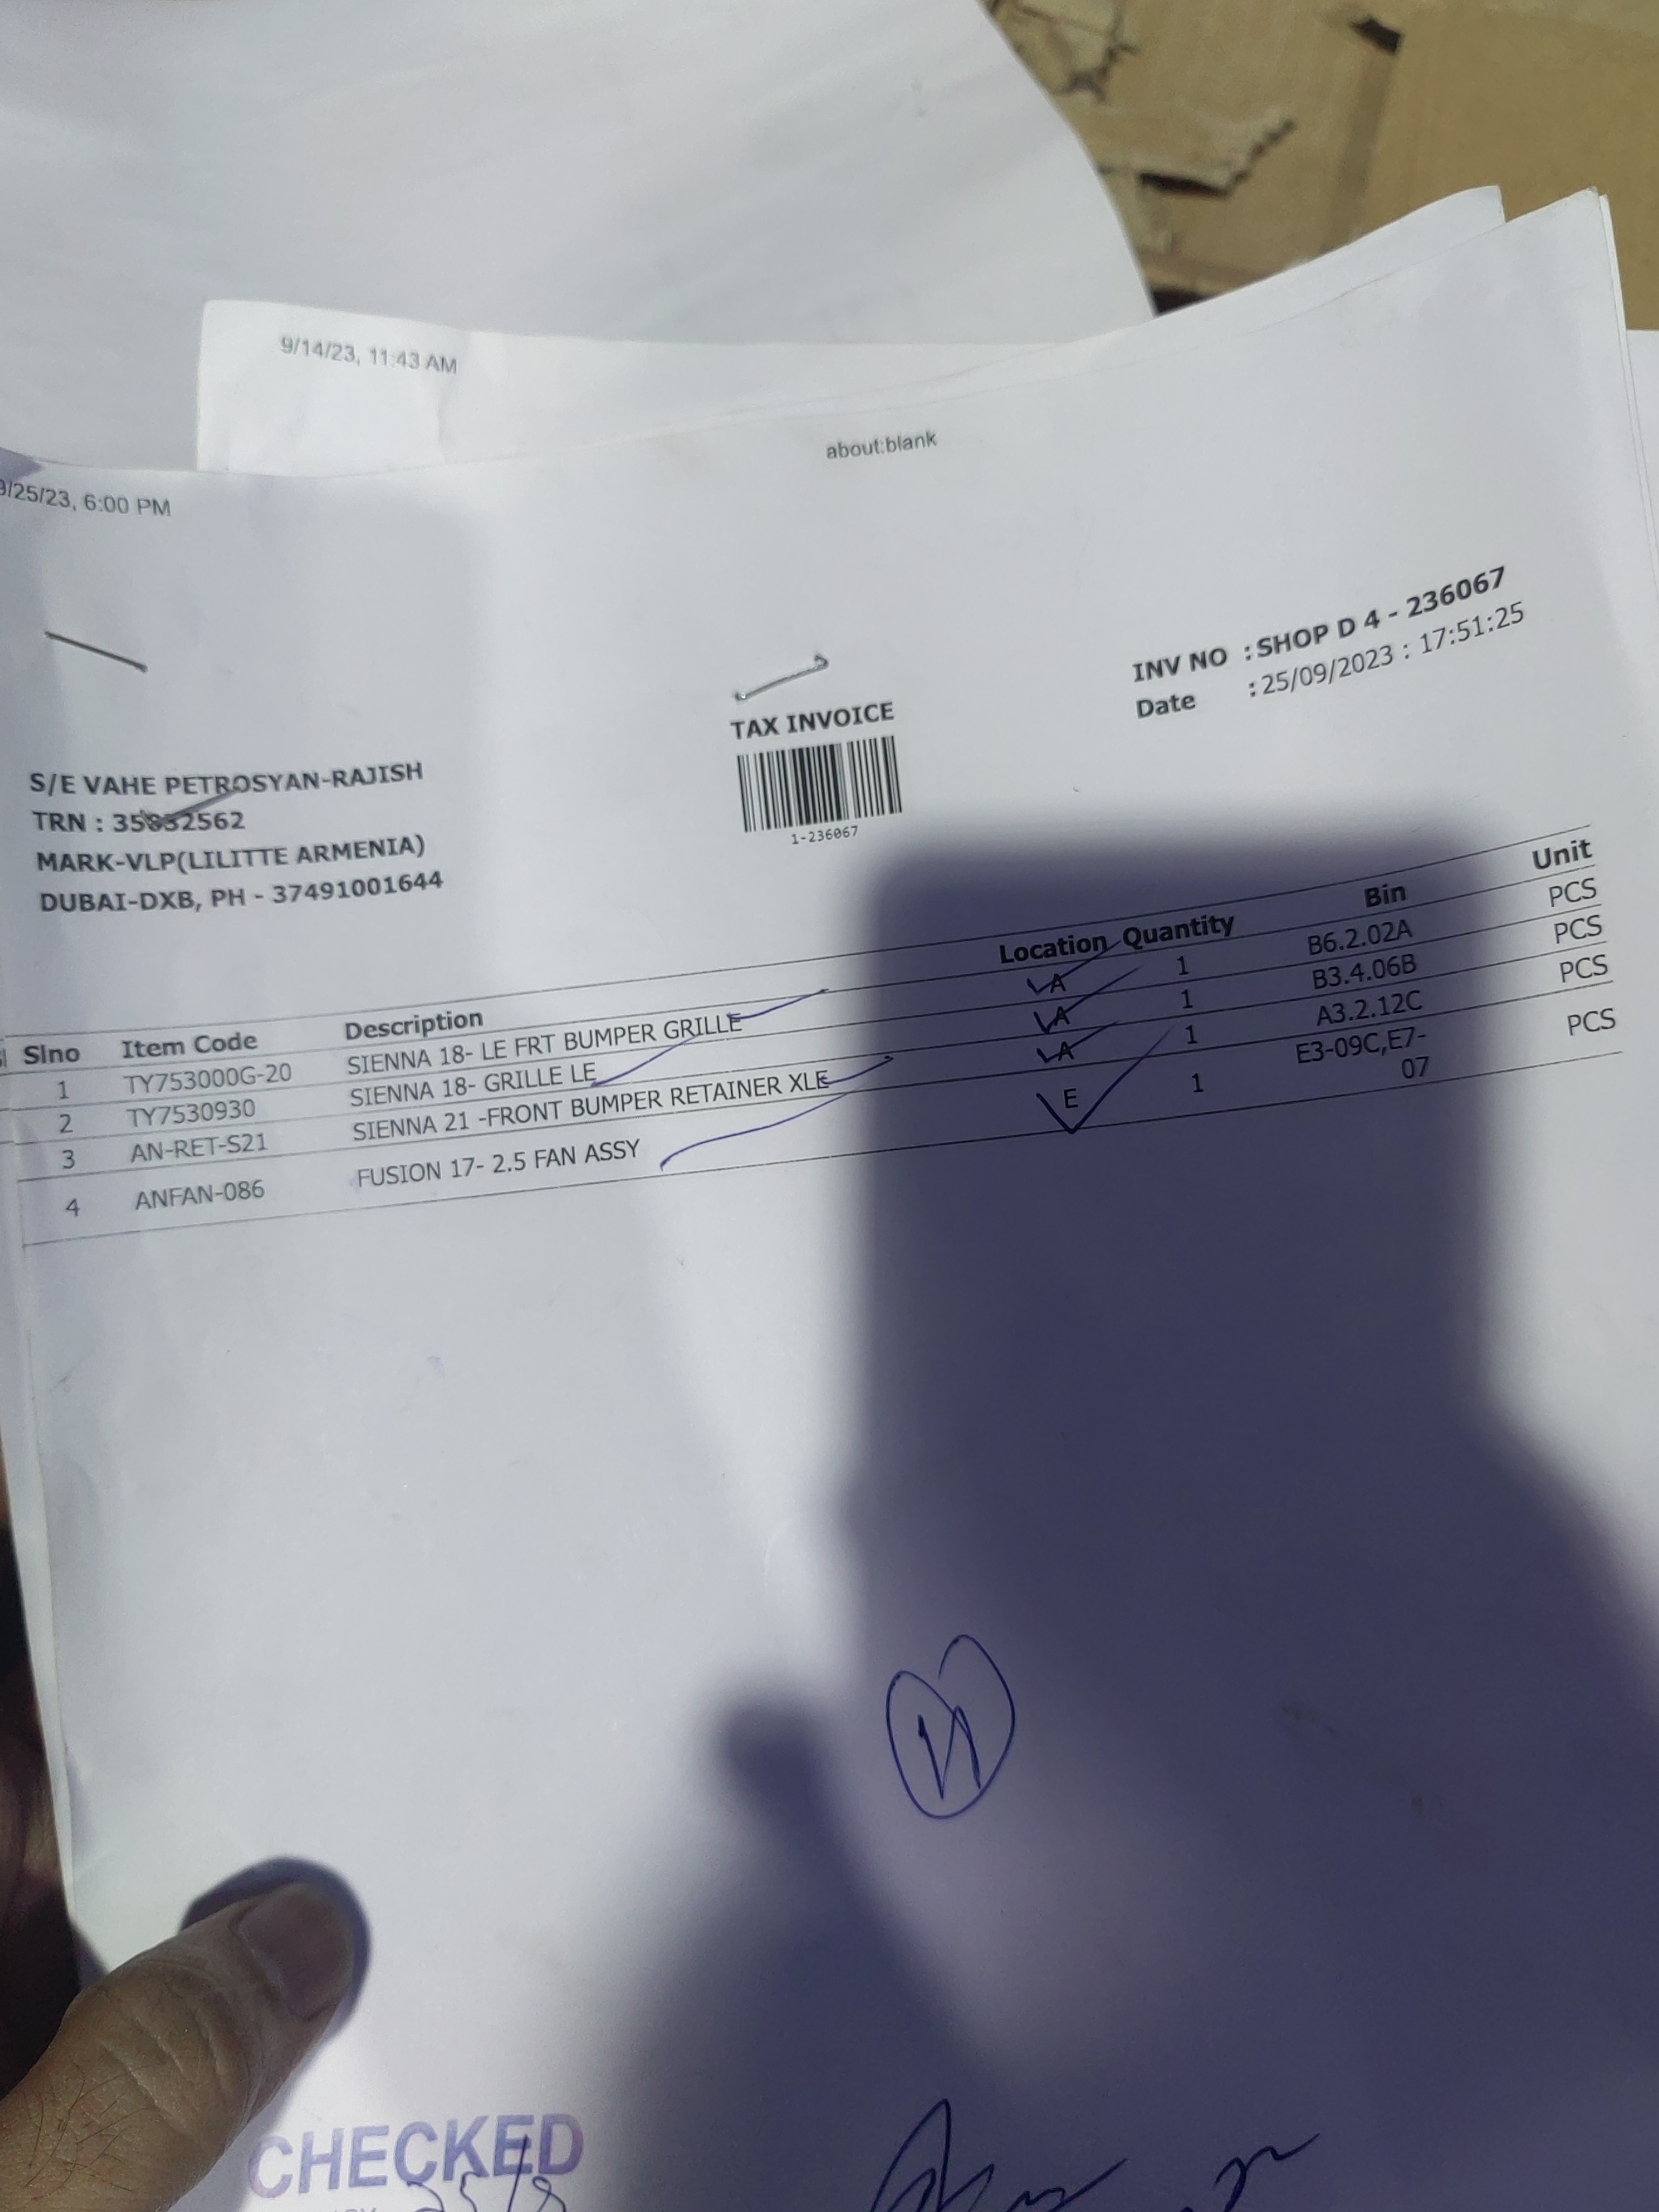 9/14/23, 11:43 AM
about:blank
9/25/23, 6:00 PM
INV NO : SHOP D 4 - 236067
Date : 25/09/2023 : 17:51:25
TAX INVOICE
1-236067
S/E VAHE PETROSYAN-RAJISH
TRN : 35832562
MARK-VLP(LILITTE ARMENIA)
DUBAI-DXB, PH - 37491001644
Slno Item Code Description Location Quantity Bin Unit
1 TY753000G-20 SIENNA 18- LE FRT BUMPER GRILLE A 1 B6.2.02A PCS
2 TY7530930 SIENNA 18- GRILLE LE A 1 B3.4.06B PCS
3 AN-RET-S21 SIENNA 21 -FRONT BUMPER RETAINER XLE A 1 A3.2.12C PCS
4 ANFAN-086 FUSION 17- 2.5 FAN ASSY E 1 E3-09C,E7-07 PCS
CHECKED
25/9